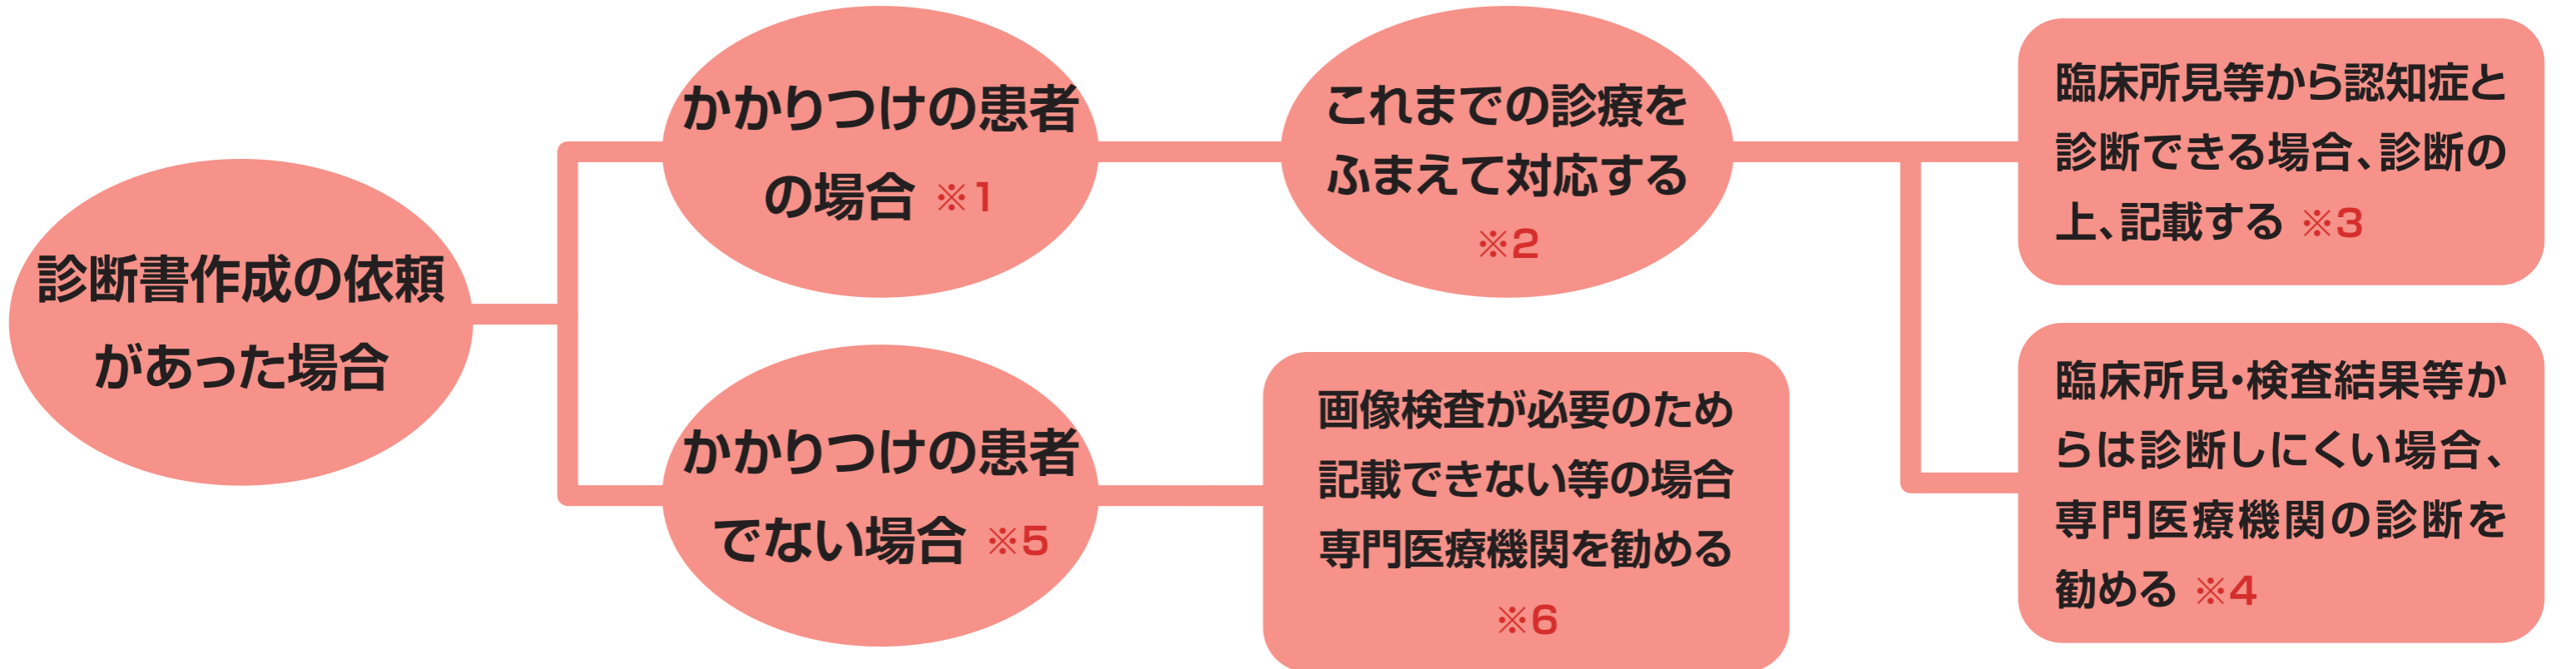 診断書作成の依頼
があった場合
かかりつけの患者
の場合 ※1
これまでの診療を
ふまえて対応する
※2
臨床所見等から認知症と
診断できる場合、診断の
上、記載する ※3
臨床所見・検査結果等か
らは診断しにくい場合、
専門医療機関の診断を
勧める ※4
かかりつけの患者
でない場合 ※5
画像検査が必要のため
記載できない等の場合
専門医療機関を勧める
※6